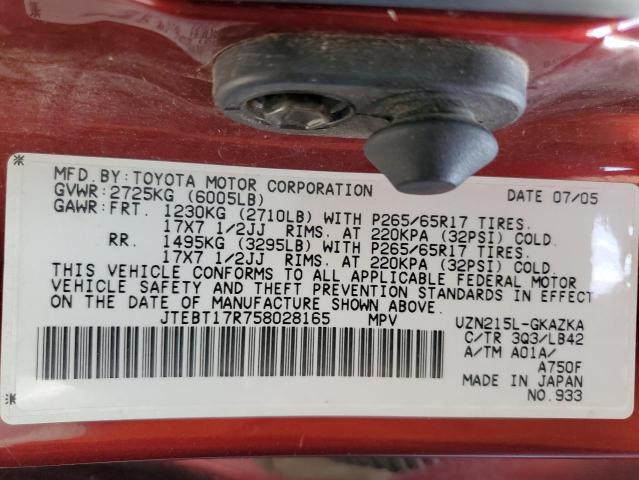 MFD.BY:TOYOTA MOTOR CORPORATION DATE 07/05
GVWR:2725KG (6005LB)
GAWR:FRT. 1230KG (2710LB) WITH P265/65R17 TIRES.
17X7 1/2JJ RIMS. AT 220KPA (32PSI) COLD.
RR. 1495KG (3295LB) WITH P265/65R17 TIRES.
17X7 1/2JJ RIMS. AT 220KPA (32PSI) COLD.
THIS VEHICLE CONFORMS TO ALL APPLICABLE FEDERAL MOTOR
VEHICLE SAFETY AND THEFT PREVENTION STANDARDS IN EFFECT
ON THE DATE OF MANUFACTURE SHOWN ABOVE.
JTEBT17R758028165 MPV UZN215L-GKAZKA
C/TR 3Q3/LB42
A/TM A01A/
A750F
MADE IN JAPAN
NO.933